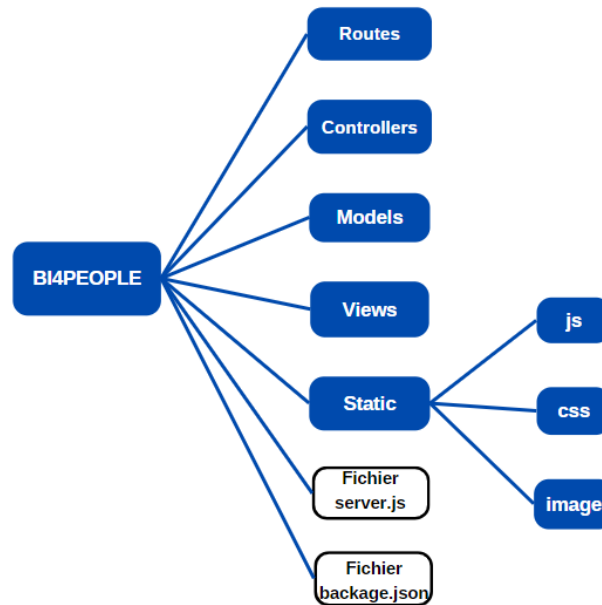 Routes
Controllers
Models
BI4PEOPLE
Views
js
Static
css
Fichier
server.js
image
Fichier
backage.json